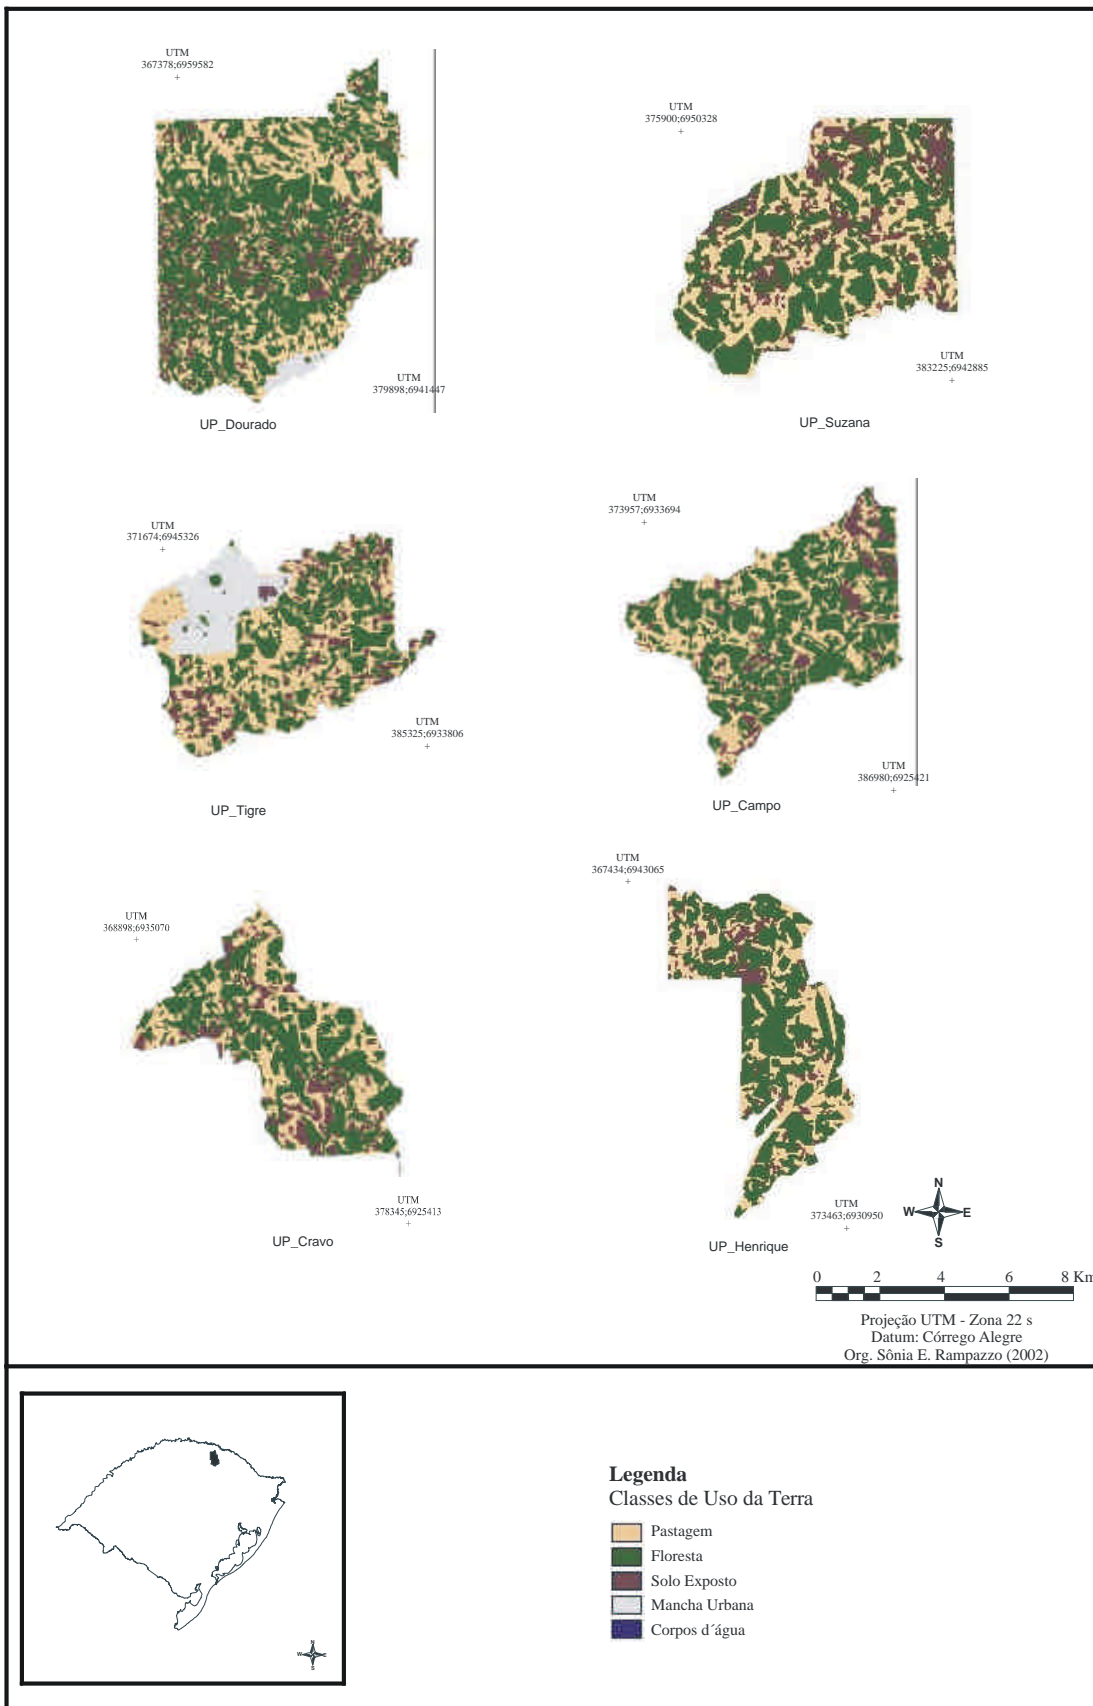 UTM
367378;6959582
+
UTM
379898;6941447
UP_Dourado
UTM
375900;6950328
+
UTM
383225;6942885
+
UP_Suzana
UTM
371674;6945326
+
UTM
385325;6933806
+
UP_Tigre
UTM
373957;6933694
+
UTM
386980;6925421
+
UP_Campo
UTM
368898;6935070
+
UTM
378345;6925413
+
UP_Cravo
UTM
367434;6943065
+
UTM
373463;6930950
+
UP_Henrique
N
W E
S
0 2 4 6 8 Km
Projeção UTM - Zona 22 s
Datum: Córrego Alegre
Org. Sônia E. Rampazzo (2002)
N
W E
S
Legenda
Classes de Uso da Terra
Pastagem
Floresta
Solo Exposto
Mancha Urbana
Corpos d´água